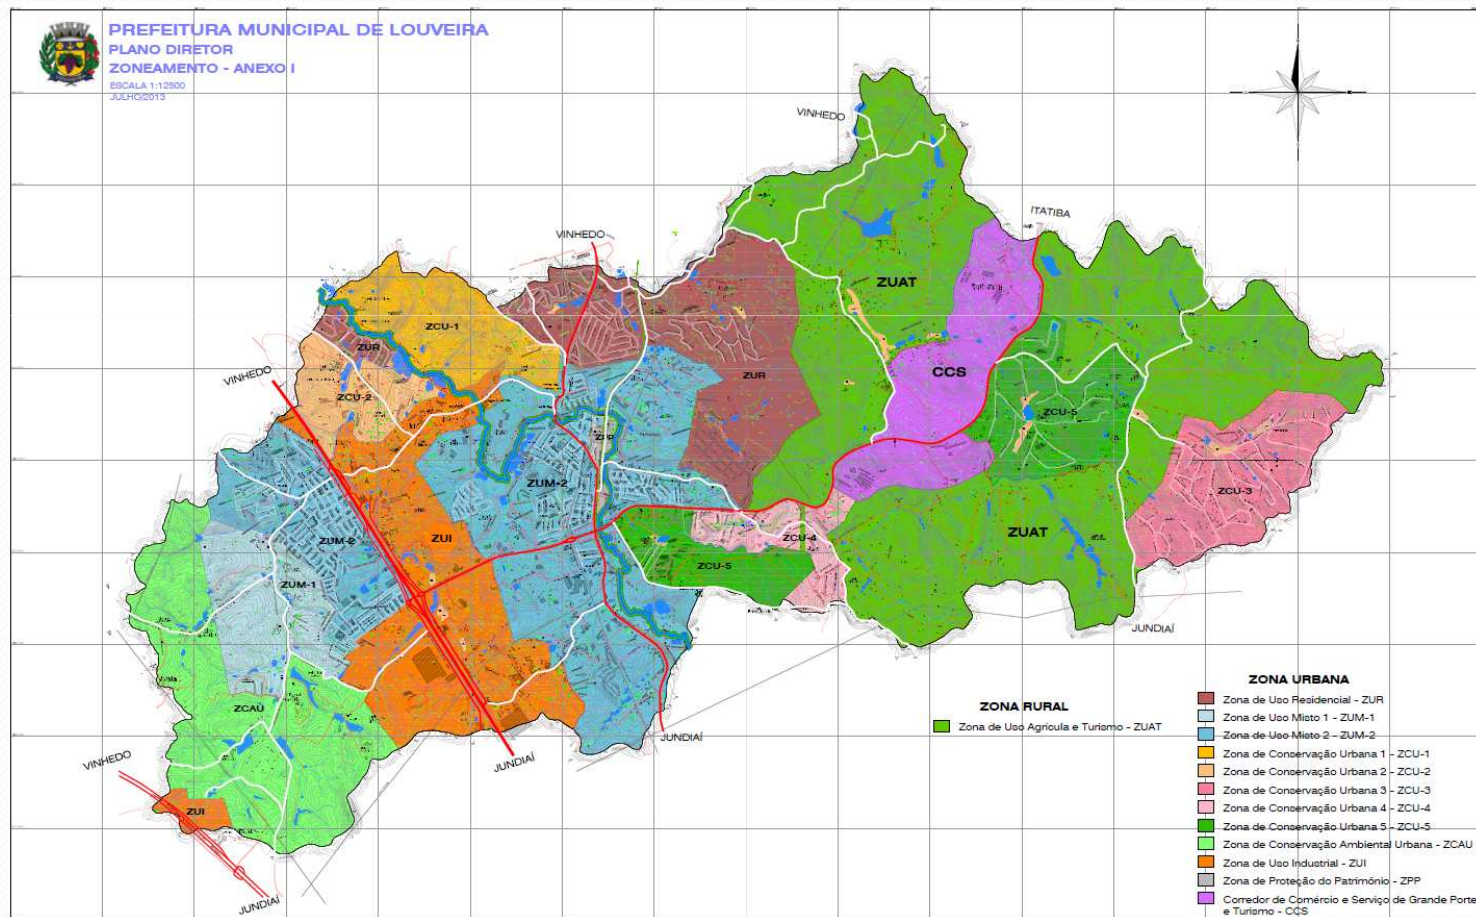 PREFEITURA MUNICIPAL DE LOUVEIRA
PLANO DIRETOR
ZONEAMENTO - ANEXO I
ESCALA 1:12500
JULHO/2013
VINHEDO
ITATIBA
VINHEDO
ZUAT
ZCU-1
ZUR
VINHEDO
ZUR
CCS
ZCU-2
ZCU-5
ZPP
ZUM-2
ZCU-3
ZUAT
ZUI
ZUM-2
ZCU-4
ZCU-5
ZUM-1
JUNDIAÍ
ZCAU
JUNDIAÍ
VINHEDO
JUNDIAÍ
ZUI
JUNDIAÍ
ZONA RURAL
Zona de Uso Agrícula e Turismo - ZUAT
ZONA URBANA
Zona de Uso Residencial - ZUR
Zona de Uso Misto 1 - ZUM-1
Zona de Uso Misto 2 - ZUM-2
Zona de Conservação Urbana 1 - ZCU-1
Zona de Conservação Urbana 2 - ZCU-2
Zona de Conservação Urbana 3 - ZCU-3
Zona de Conservação Urbana 4 - ZCU-4
Zona de Conservação Urbana 5 - ZCU-5
Zona de Conservação Ambiental Urbana - ZCAU
Zona de Uso Industrial - ZUI
Zona de Proteção do Patrimônio - ZPP
Corredor de Comércio e Serviço de Grande Porte
e Turismo - CCS